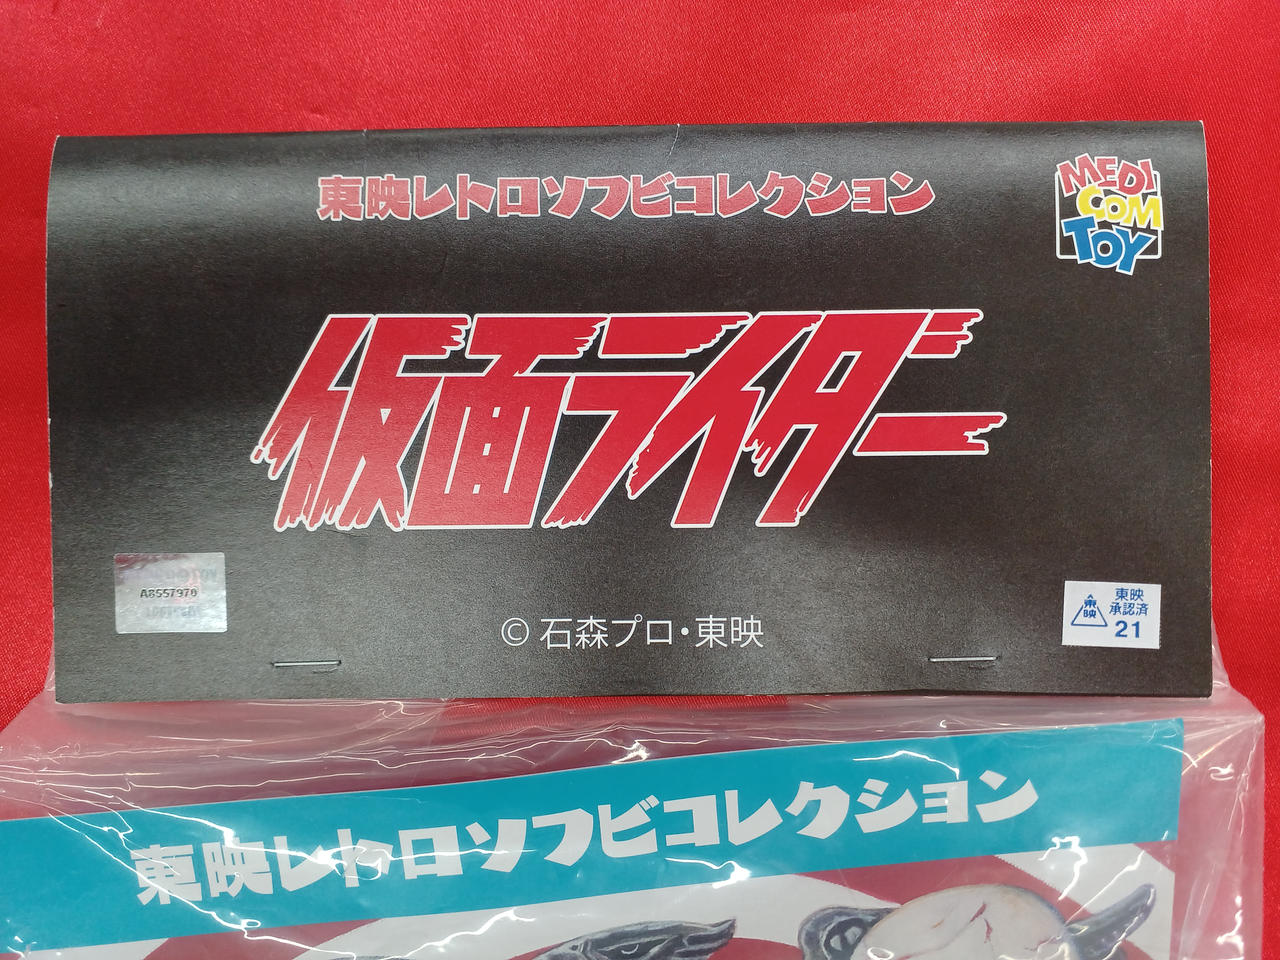 東映レトロソフビコレクション
MEDI
COM
TOY
仮面ライダー
A8557970
© 石森プロ・東映
東映
東映
承認済
21
東映レトロソフビコレクション